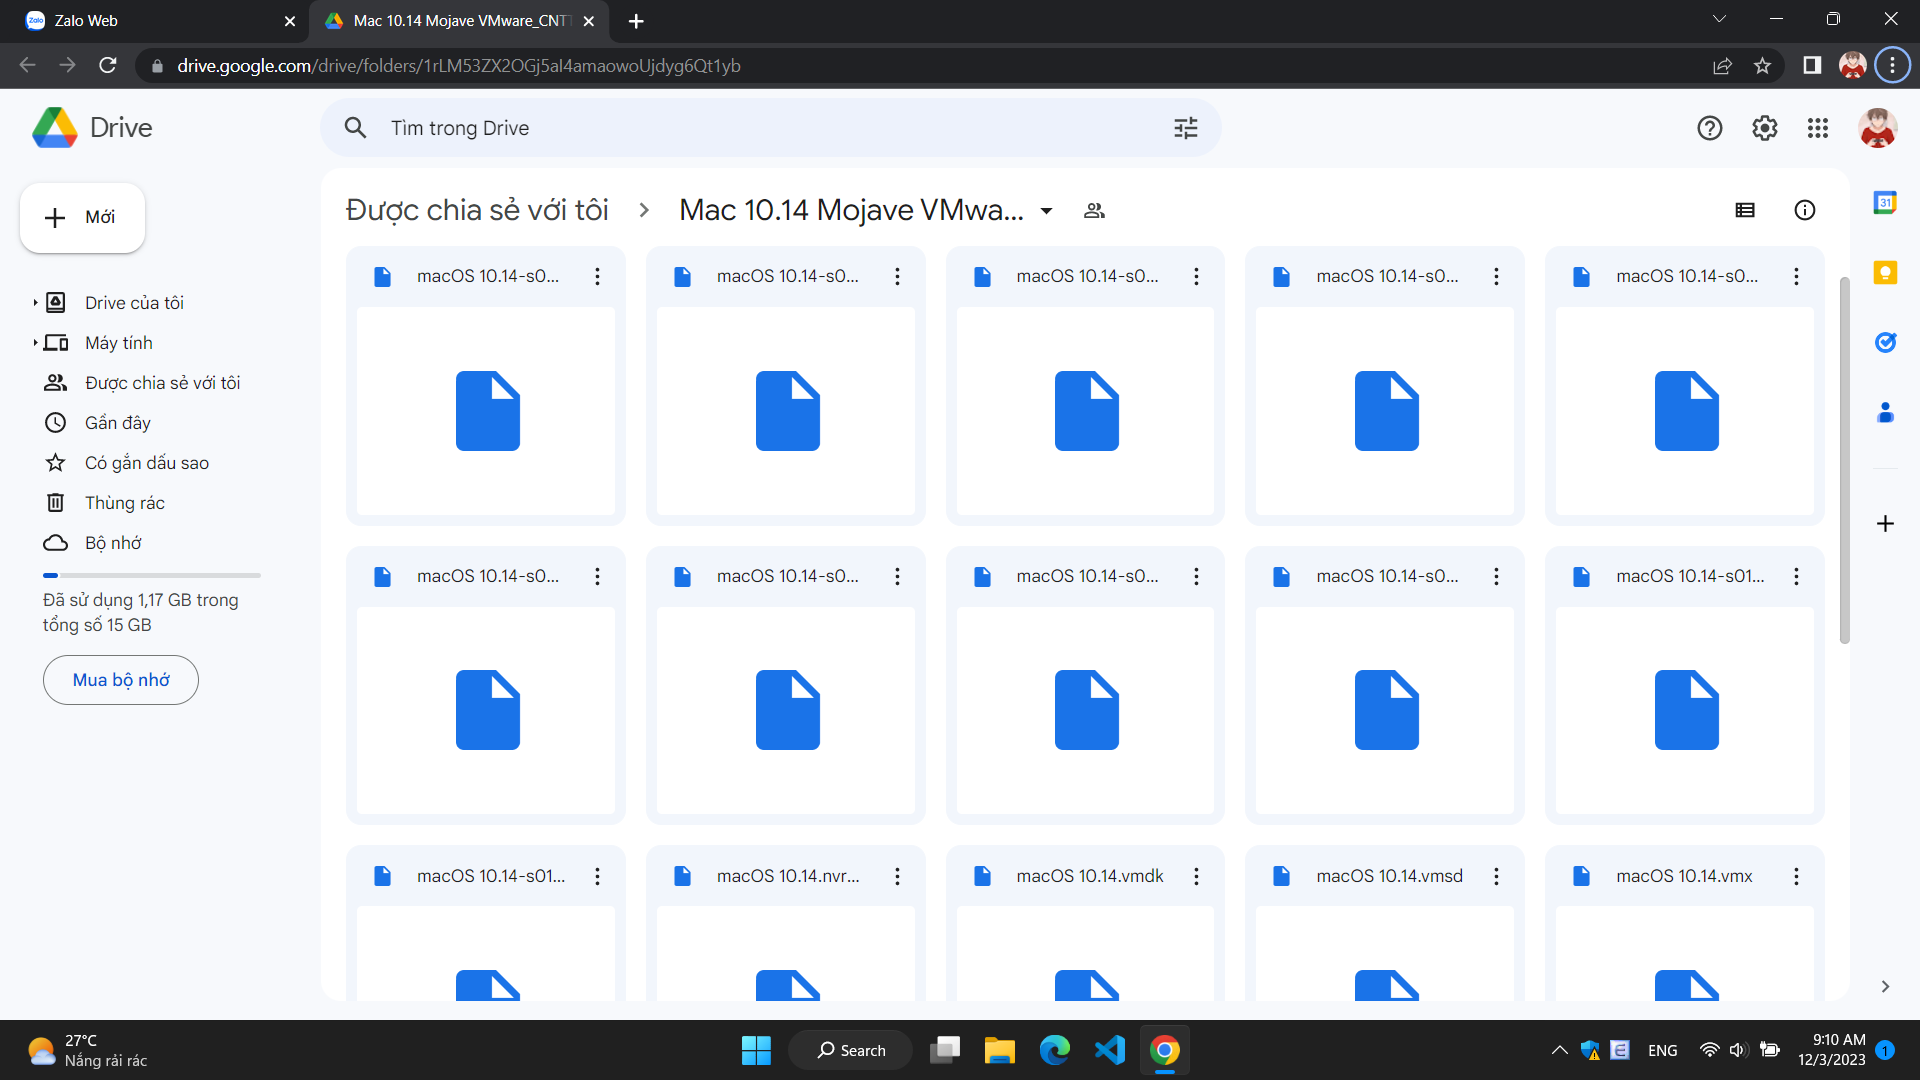 Zalo Web
Mac 10.14 Mojave VMware_CNT
drive.google.com/drive/folders/1rLM53ZX2OGj5al4amaowoUjdyg6Qt1yb
Drive
Tìm trong Drive
Mới
Được chia sẻ với tôi
Mac 10.14 Mojave VMwa...
31
Drive của tôi
Máy tính
Được chia sẻ với tôi
Gần đây
Có gắn dấu sao
Thùng rác
Bộ nhớ
Đã sử dụng 1,17 GB trong
tổng số 15 GB
Mua bộ nhớ
macOS 10.14-s0...
macOS 10.14-s0...
macOS 10.14-s0...
macOS 10.14-s0...
macOS 10.14-s0...
macOS 10.14-s0...
macOS 10.14-s0...
macOS 10.14-s0...
macOS 10.14-s0...
macOS 10.14-s01...
macOS 10.14-s01...
macOS 10.14.nvr...
macOS 10.14.vmdk
macOS 10.14.vmsd
macOS 10.14.vmx
27°C
Nắng rải rác
Search
ENG
9:10 AM
12/3/2023
1